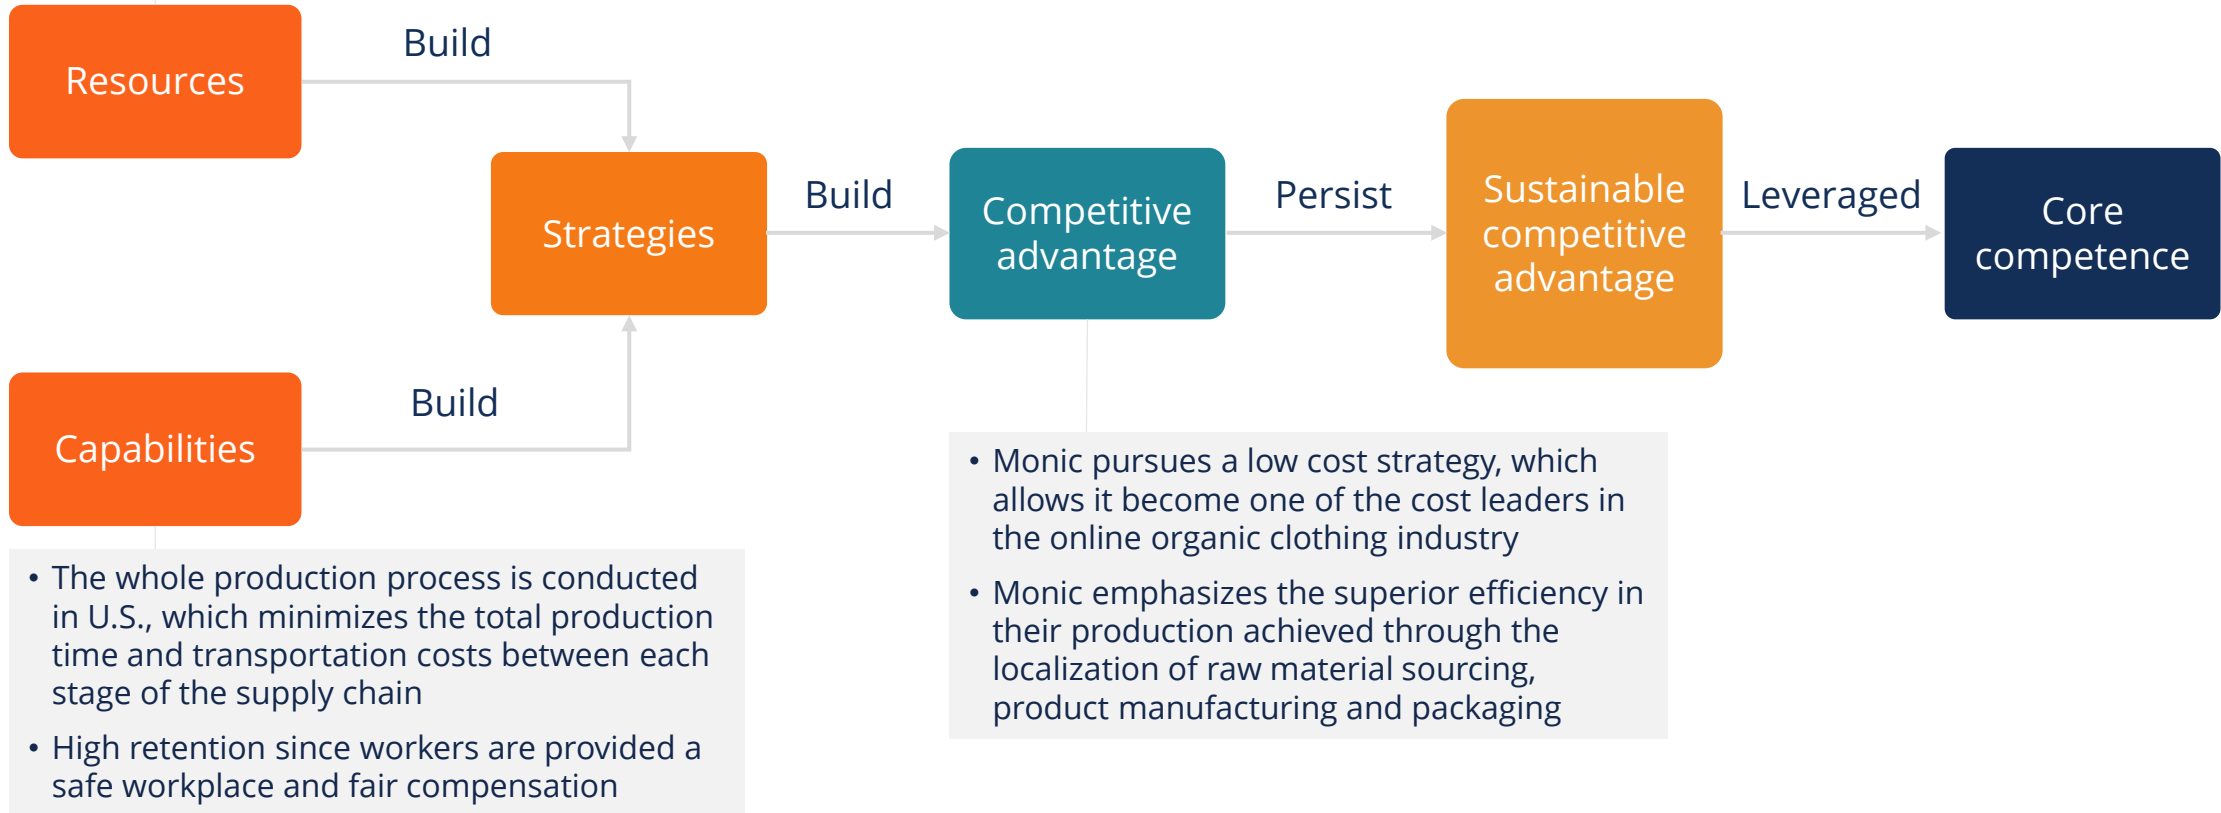 Build
Resources
Strategies
Build
Competitive
advantage
Persist
Sustainable
competitive
advantage
Leveraged
Core
competence
Build
Capabilities
• The whole production process is conducted
in U.S., which minimizes the total production
time and transportation costs between each
stage of the supply chain
• High retention since workers are provided a
safe workplace and fair compensation
• Monic pursues a low cost strategy, which
allows it become one of the cost leaders in
the online organic clothing industry
• Monic emphasizes the superior efficiency in
their production achieved through the
localization of raw material sourcing,
product manufacturing and packaging